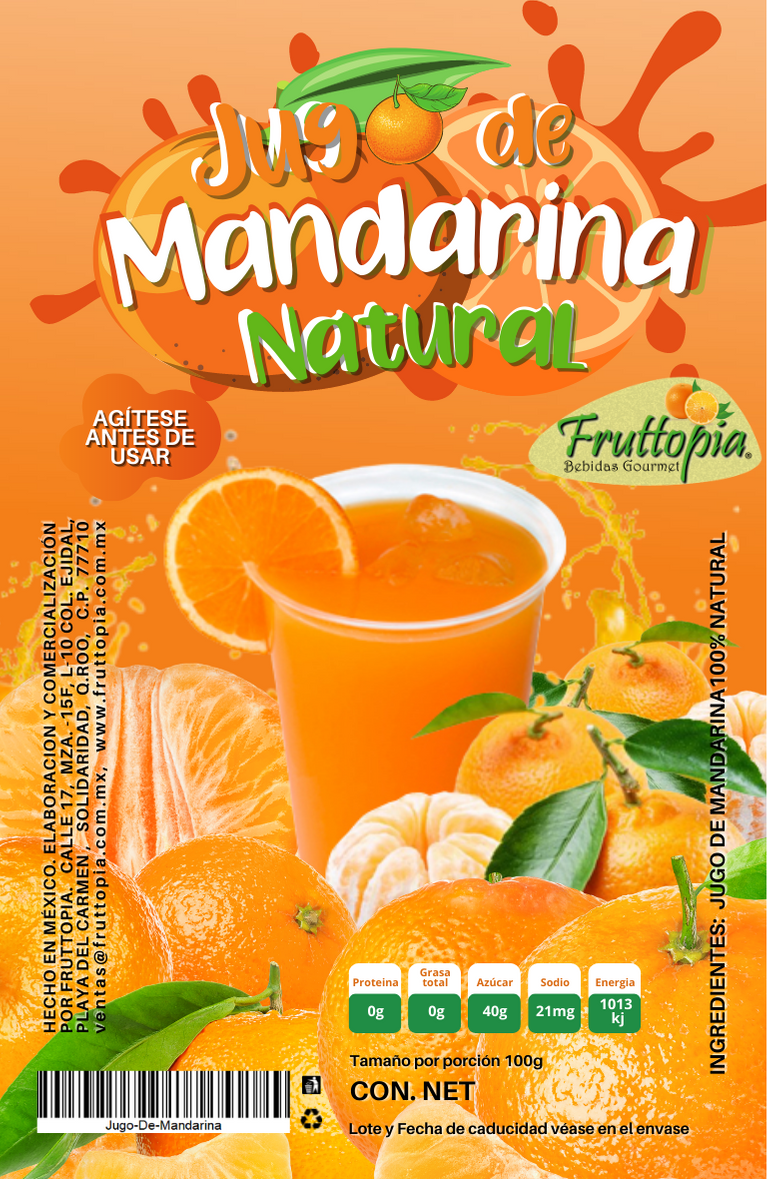 Jugo de
Mandarina
Natural
AGÍTESE
ANTES DE
USAR
Fruttopia®
Bebidas Gourmet
HECHO EN MÉXICO. ELABORACION Y COMERCIALIZACIÓN
POR FRUTTOPIA. CALLE 17, MZA.-15F, L-10 COL. EJIDAL,
PLAYA DEL CARMEN, SOLIDARIDAD, Q.ROO, C.P. 77710
ventas@fruttopia.com.mx, www.fruttopia.com.mx
INGREDIENTES: JUGO DE MANDARINA100% NATURAL
Proteina
0g
Grasa
total
0g
Azúcar
40g
Sodio
21mg
Energia
1013
kj
Tamaño por porción 100g
CON. NET
Lote y Fecha de caducidad véase en el envase
Jugo-De-Mandarina